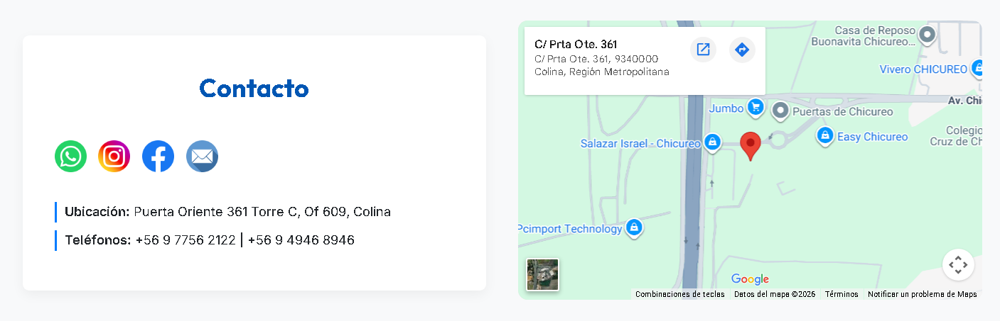 Contacto
Ubicación: Puerta Oriente 361 Torre C, Of 609, Colina
Teléfonos: +56 9 7756 2122 | +56 9 4946 8946
C/ Prta Ote. 361
C/ Prta Ote. 361, 9340000
Colina, Región Metropolitana
Casa de Reposo
Buonavita Chicureo...
Vivero CHICUREO
Av. Chi
Jumbo
Puertas de Chicureo
Colegio
Cruz de Ch
Easy Chicureo
Salazar Israel - Chicureo
Pcimport Technology
Google
Combinaciones de teclas
Datos del mapa ©2026
Términos
Notificar un problema de Maps